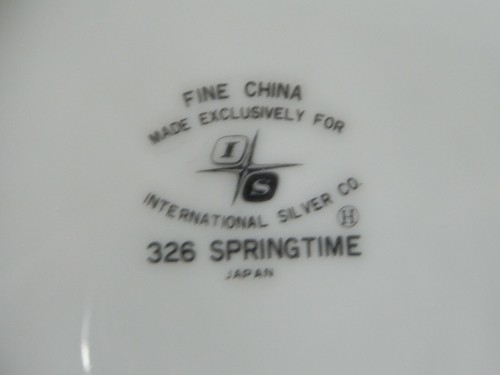 FINE CHINA
MADE EXCLUSIVELY FOR
I
S
INTERNATIONAL SILVER CO.
H
326 SPRINGTIME
JAPAN